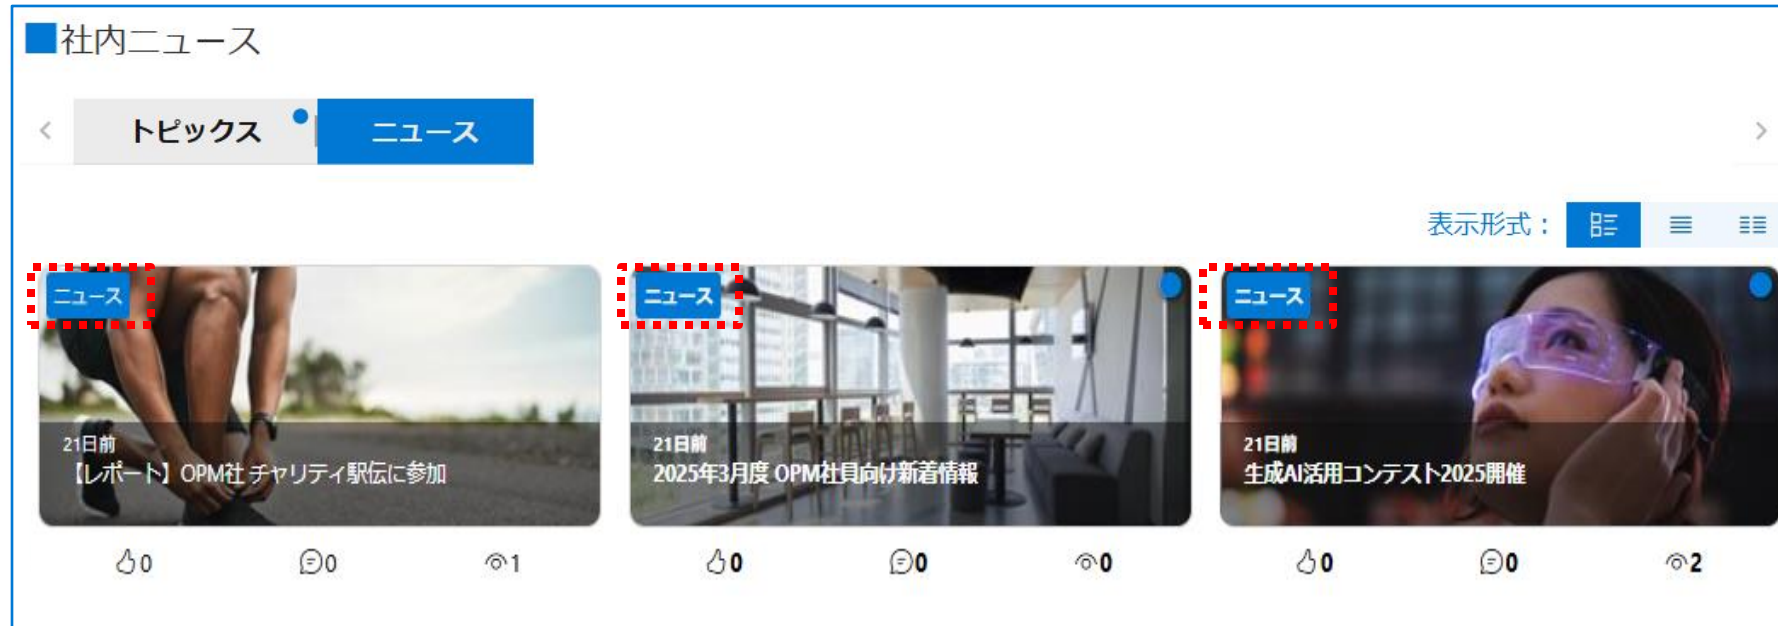 社内ニュース
トピックス
ニュース
表示形式：
ニュース
21日前
【レポート】OPM社 チャリティ駅伝に参加
0 0 1
ニュース
21日前
2025年3月度 OPM社員向け新着情報
0 0 0
ニュース
21日前
生成AI活用コンテスト2025開催
0 0 2